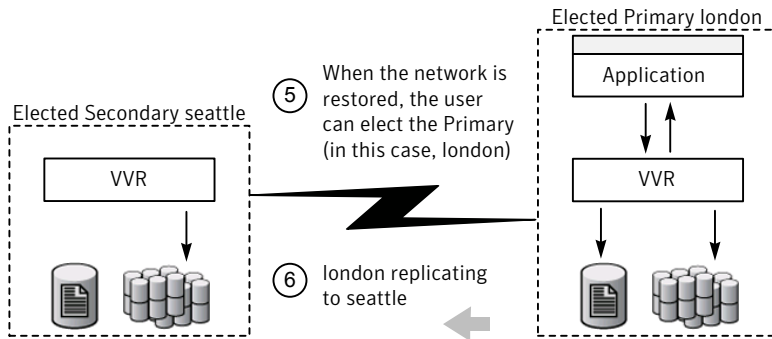 Elected Primary london
Application
5
When the network is
restored, the user
can elect the Primary
(in this case, london)
Elected Secondary seattle
VVR
VVR
6
london replicating
to seattle